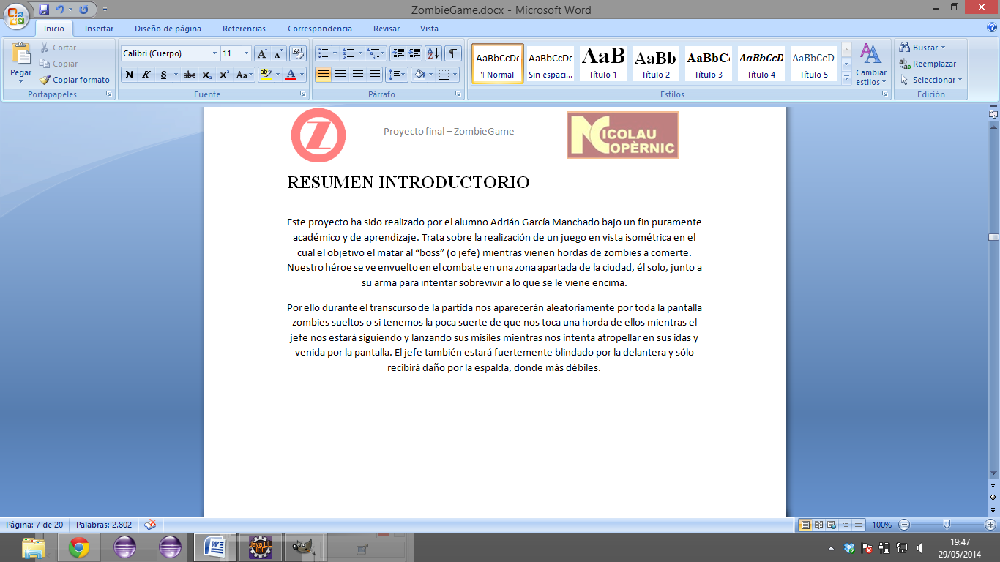 ZombieGame.docx - Microsoft Word
Inicio Insertar Diseño de página Referencias Correspondencia Revisar Vista
Pegar
Cortar
Copiar
Copiar formato
Portapapeles
Calibri (Cuerpo) 11
N K S abc x₂ x² Aa
Fuente
Párrafo
AaBbCcDc AaBbCcDc AaB AaBb AaBbC AaBbCcD AaBbCcD
¶ Normal Sin espaci... Título 1 Título 2 Título 3 Título 4 Título 5
Cambiar
estilos
Estilos
Buscar
Reemplazar
Seleccionar
Edición
Z
Proyecto final – ZombieGame
NICOLAU
COPÈRNIC
RESUMEN INTRODUCTORIO
Este proyecto ha sido realizado por el alumno Adrián García Manchado bajo un fin puramente
académico y de aprendizaje. Trata sobre la realización de un juego en vista isométrica en el
cual el objetivo el matar al “boss” (o jefe) mientras vienen hordas de zombies a comerte.
Nuestro héroe se ve envuelto en el combate en una zona apartada de la ciudad, él solo, junto a
su arma para intentar sobrevivir a lo que se le viene encima.
Por ello durante el transcurso de la partida nos aparecerán aleatoriamente por toda la pantalla
zombies sueltos o si tenemos la poca suerte de que nos toca una horda de ellos mientras el
jefe nos estará siguiendo y lanzando sus misiles mientras nos intenta atropellar en sus idas y
venida por la pantalla. El jefe también estará fuertemente blindado por la delantera y sólo
recibirá daño por la espalda, donde más débiles.
Página: 7 de 20 Palabras: 2.802 100%
Java EE
IDE
19:47
29/05/2014